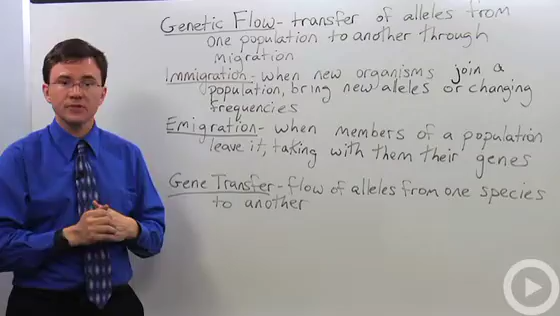 Genetic Flow- transfer of alleles from
one population to another through
migration
Immigration- when new organisms join a
population, bring new alleles or changing
frequencies
Emigration- when members of a population
leave it, taking with them their genes
Gene Transfer- flow of alleles from one species
to another